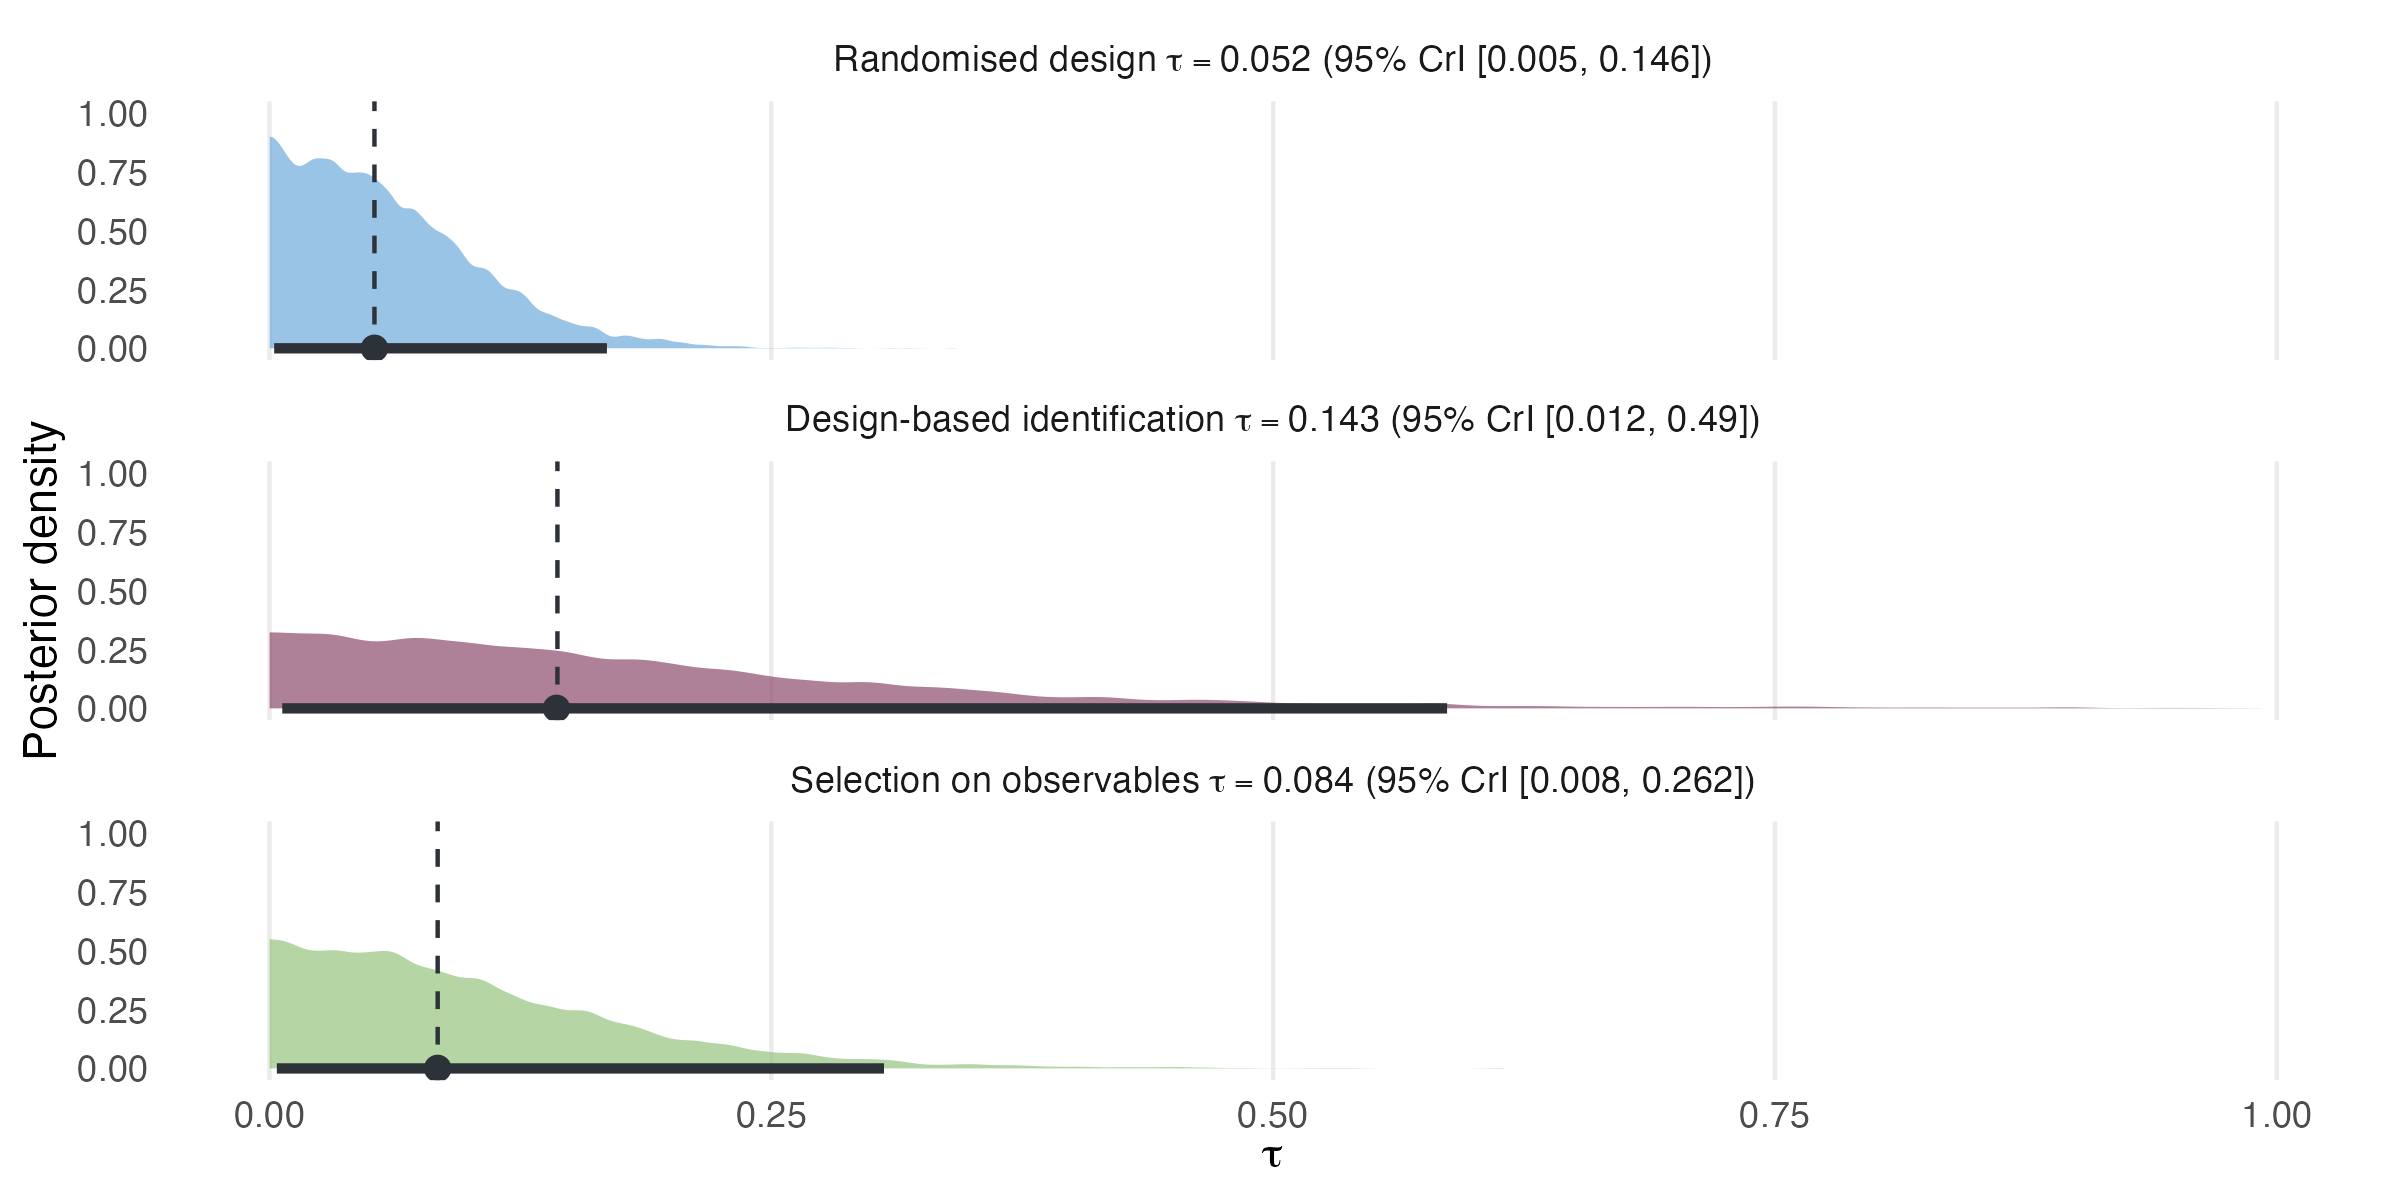 Randomised design τ = 0.052 (95% CrI [0.005, 0.146])
1.00
0.75
0.50
0.25
0.00
Design-based identification τ = 0.143 (95% CrI [0.012, 0.49])
1.00
0.75
0.50
0.25
0.00
Posterior density
Selection on observables τ = 0.084 (95% CrI [0.008, 0.262])
1.00
0.75
0.50
0.25
0.00
0.00 0.25 0.50 0.75 1.00
τ